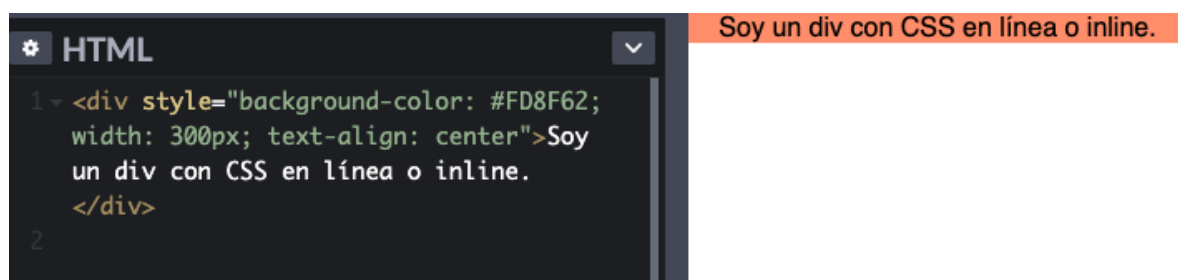 HTML
1 <div style="background-color: #FD8F62;
width: 300px; text-align: center">Soy
un div con CSS en línea o inline.
</div>
2
Soy un div con CSS en línea o inline.